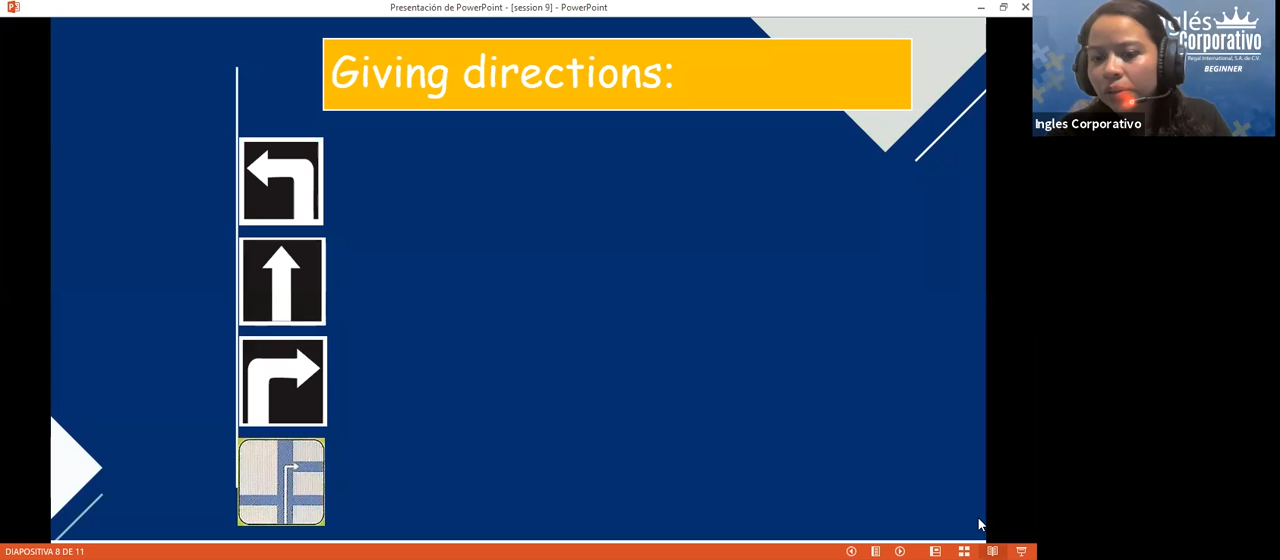 Presentación de PowerPoint - [session 9] - PowerPoint
Giving directions:
Inglés
Corporativo
Regal International, S.A. de C.V.
BEGINNER
Ingles Corporativo
DIAPOSITIVA 8 DE 11